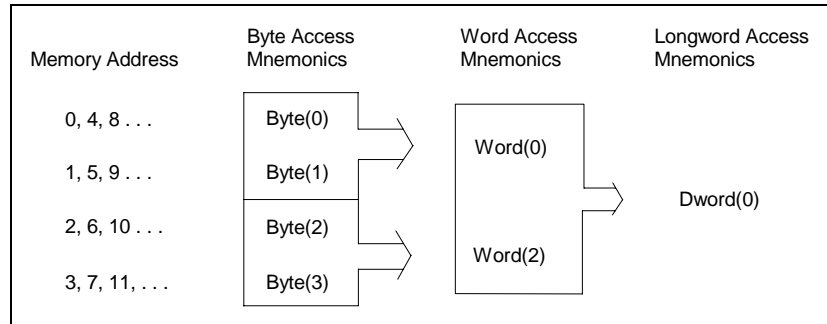 Memory Address
Byte Access
Mnemonics
Word Access
Mnemonics
Longword Access
Mnemonics
0, 4, 8 . . .
Byte(0)
1, 5, 9 . . .
Byte(1)
2, 6, 10 . . .
Byte(2)
3, 7, 11, . . .
Byte(3)
Word(0)
Word(2)
Dword(0)